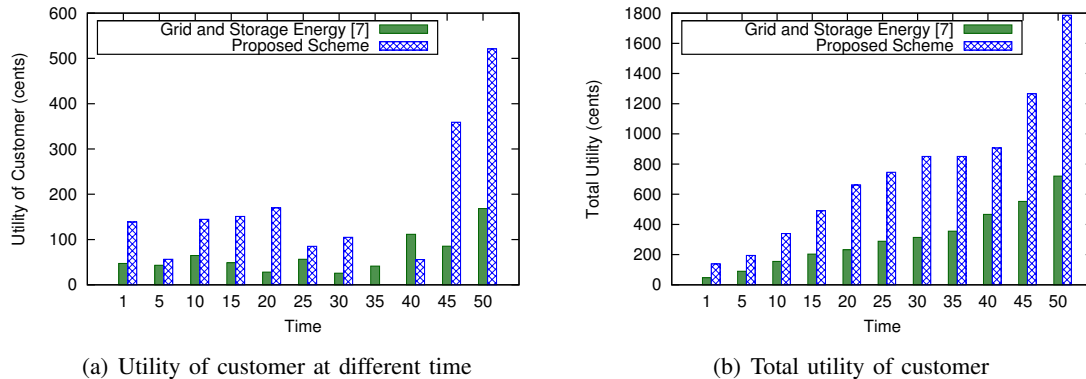 600
500
400
300
200
100
0
Utility of Customer (cents)
Grid and Storage Energy [7]
Proposed Scheme
1 5 10 15 20 25 30 35 40 45 50
Time
(a) Utility of customer at different time
1800
1600
1400
1200
1000
800
600
400
200
0
Total Utility (cents)
Grid and Storage Energy [7]
Proposed Scheme
1 5 10 15 20 25 30 35 40 45 50
Time
(b) Total utility of customer